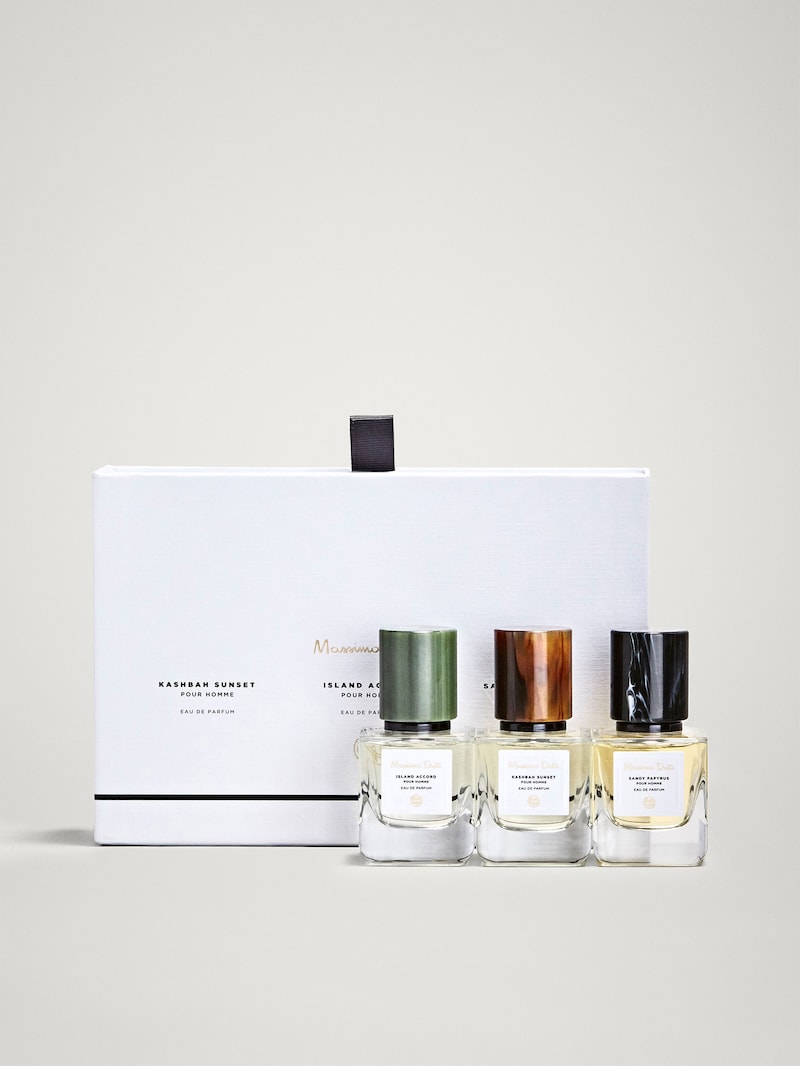 Massimo
KASHBAH SUNSET
POUR HOMME
EAU DE PARFUM
ISLAND AC
POUR HO
EAU DE PAR
SA
Massimo Dutti
ISLAND ACCORD
POUR HOMME
EAU DE PARFUM
Massimo Dutti
KASHBAH SUNSET
POUR HOMME
EAU DE PARFUM
Massimo Dutti
SANDY PAPYRUS
POUR HOMME
EAU DE PARFUM